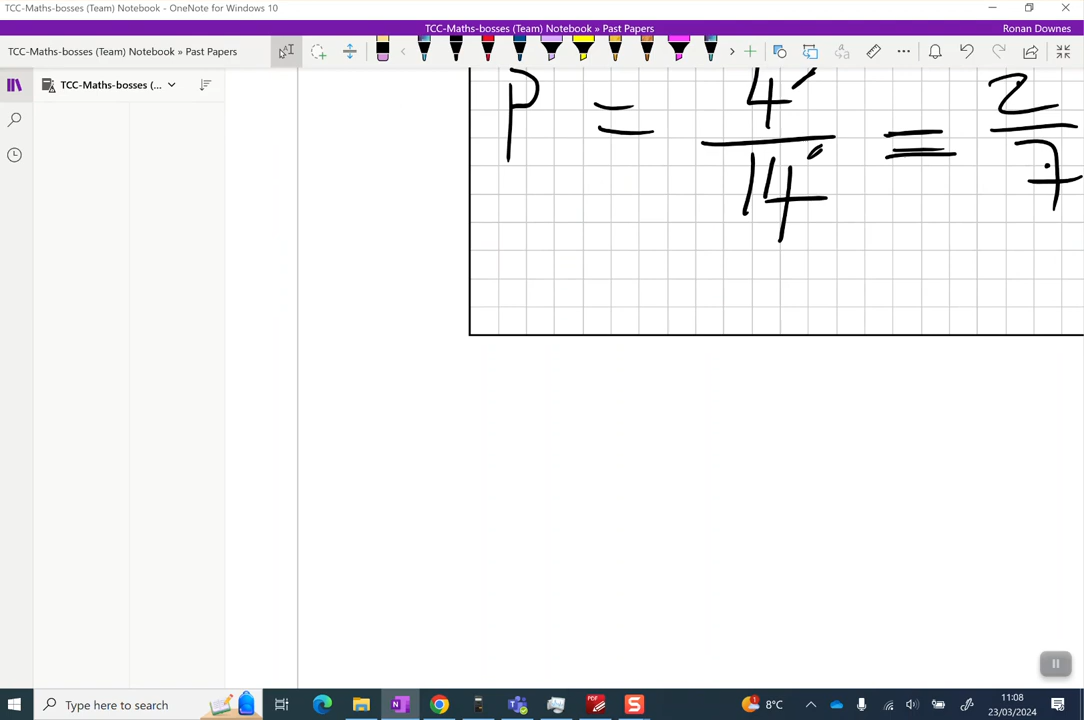 TCC-Maths-bosses (Team) Notebook - OneNote for Windows 10
TCC-Maths-bosses (Team) Notebook » Past Papers
Ronan Downes
TCC-Maths-bosses (Team) Notebook » Past Papers
TCC-Maths-bosses (...
P = 4/14 = 2/7
Type here to search
8°C
11:08
23/03/2024